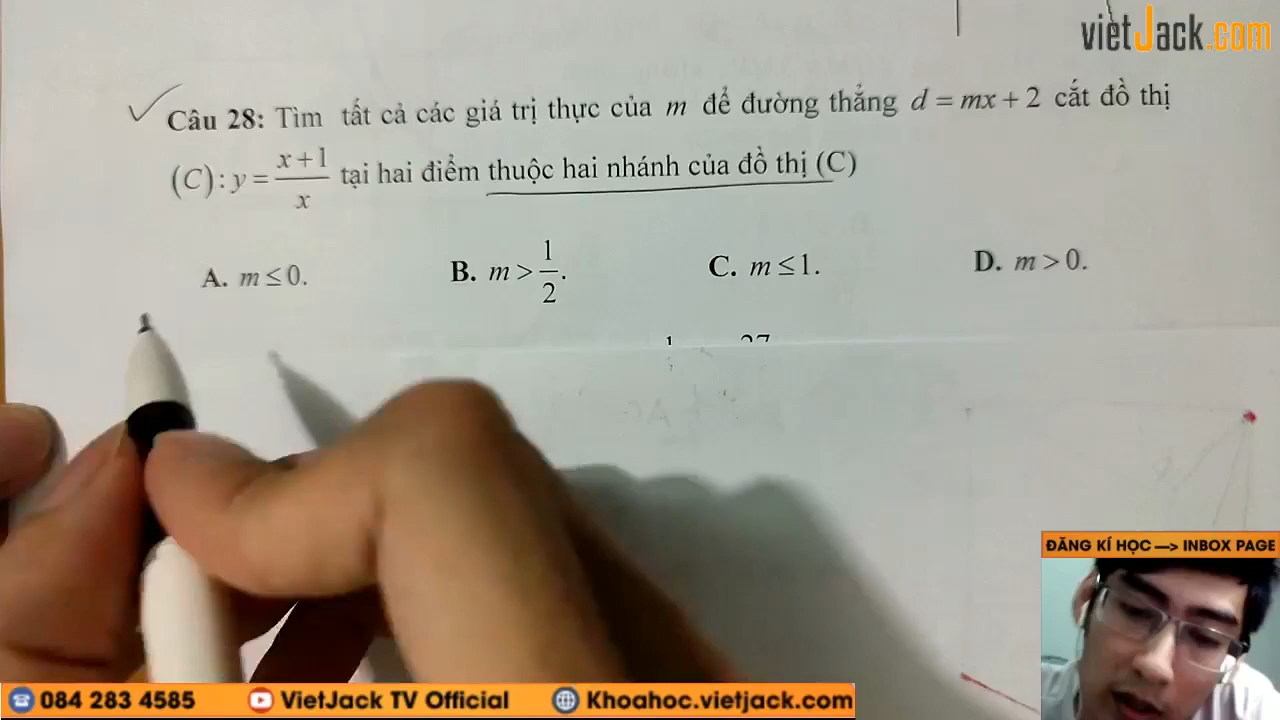 vietJack.com
Câu 28: Tìm tất cả các giá trị thực của m để đường thẳng d = mx + 2 cắt đồ thị
(C): y = \frac{x+1}{x} tại hai điểm thuộc hai nhánh của đồ thị (C)
A. m ≤ 0. B. m > \frac{1}{2}. C. m ≤ 1. D. m > 0.
ĐĂNG KÍ HỌC —> INBOX PAGE
084 283 4585 VietJack TV Official Khoahoc.vietjack.com